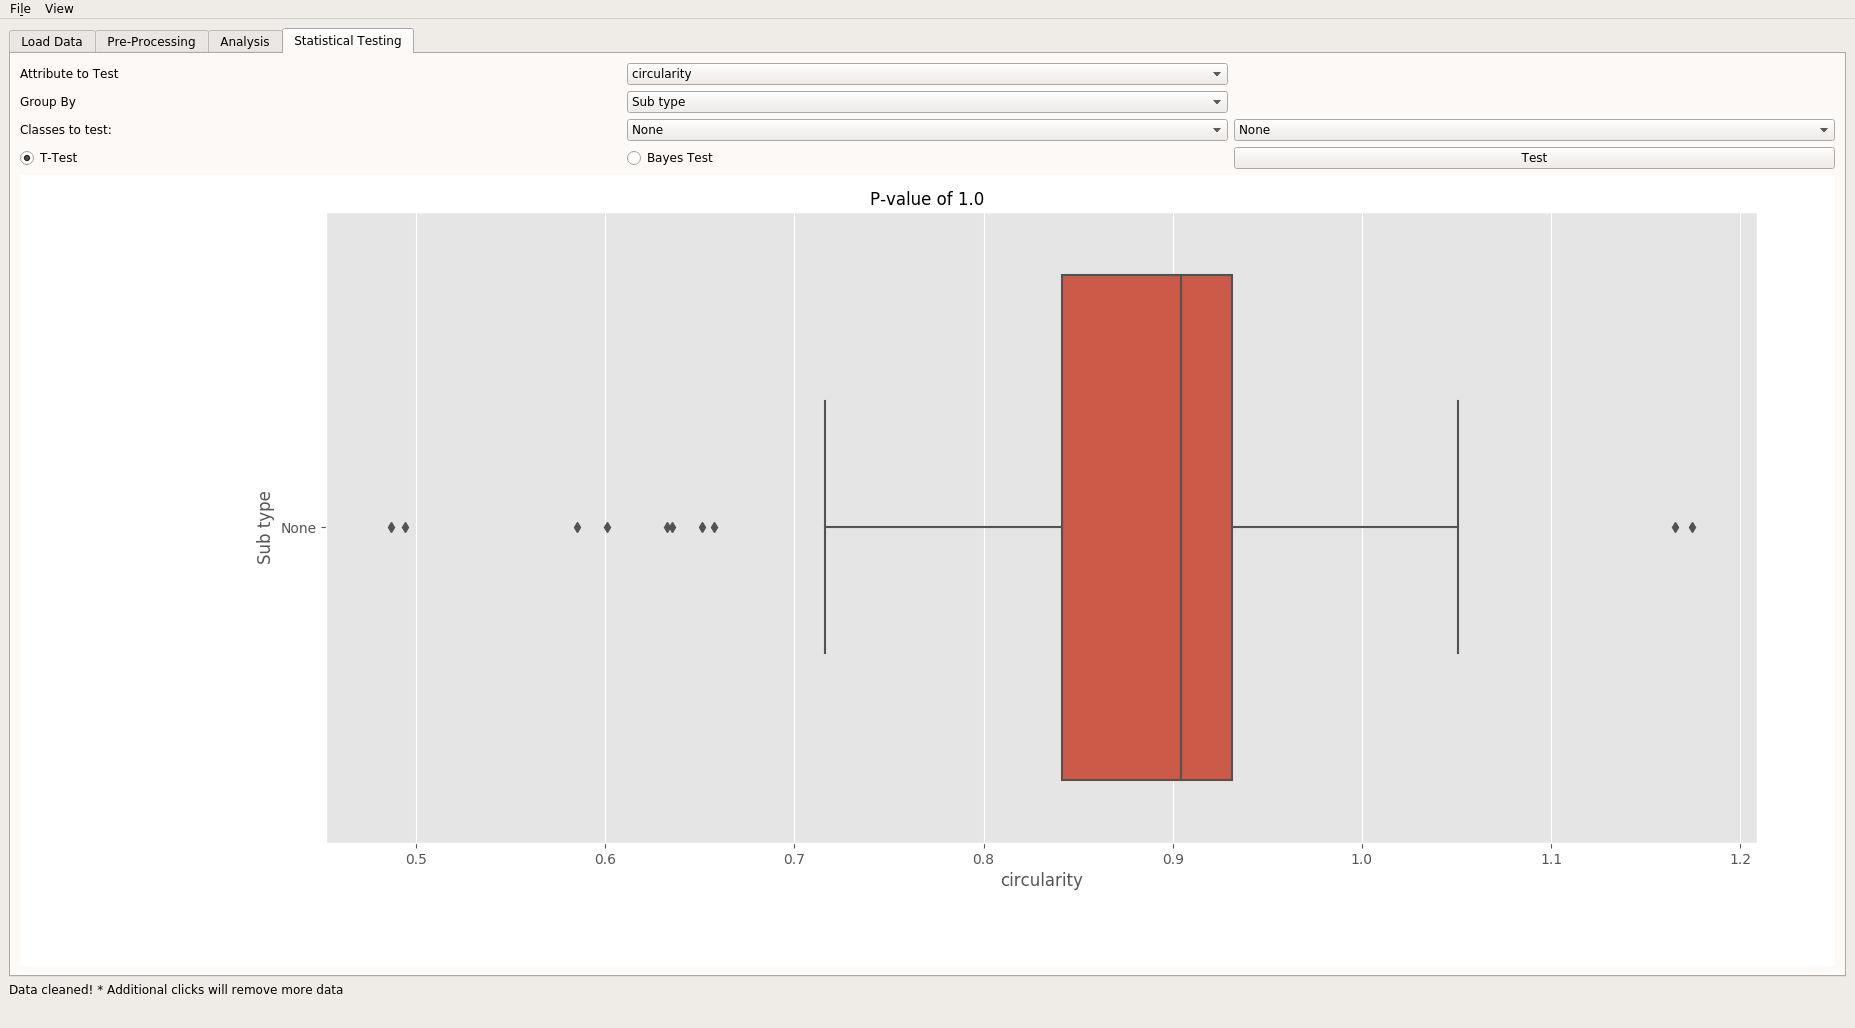 File View
Load Data Pre-Processing Analysis Statistical Testing
Attribute to Test circularity
Group By Sub type
Classes to test: None None
T-Test Bayes Test Test
P-value of 1.0
Sub type
None
0.5 0.6 0.7 0.8 0.9 1.0 1.1 1.2
circularity
Data cleaned! * Additional clicks will remove more data